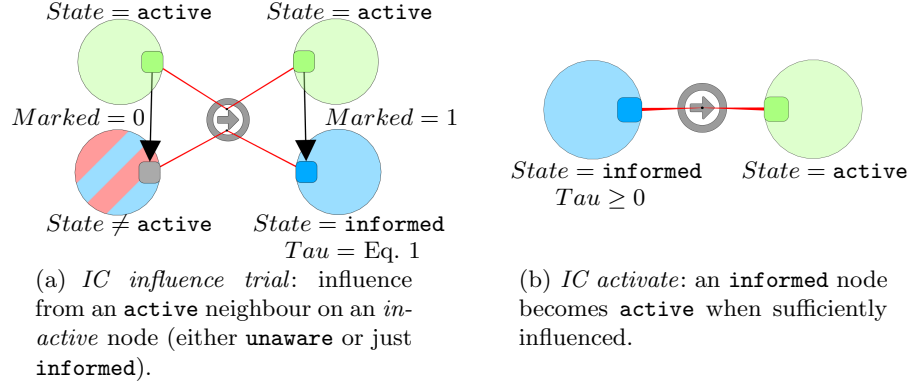 State = active
State = active
Marked = 0
Marked = 1
State ≠ active
State = informed
Tau = Eq. 1
(a) IC influence trial: influence
from an active neighbour on an in-
active node (either unaware or just
informed).
State = informed
Tau ≥ 0
State = active
(b) IC activate: an informed node
becomes active when sufficiently
influenced.